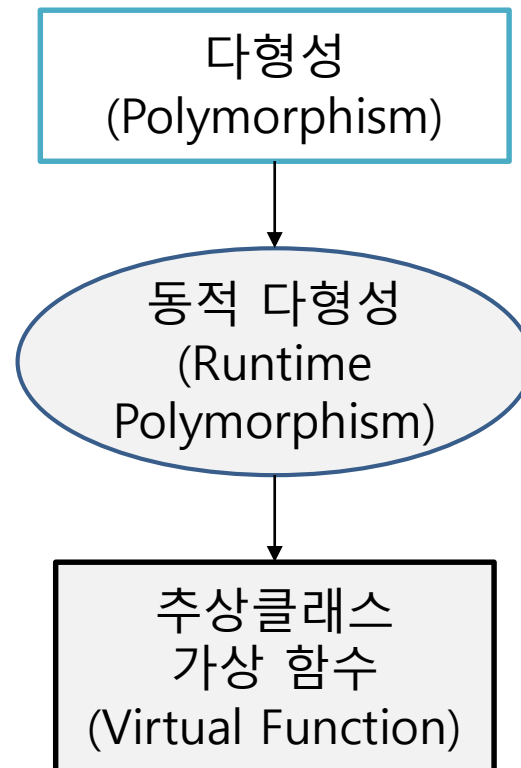 다형성
(Polymorphism)
동적 다형성
(Runtime
Polymorphism)
추상클래스
가상 함수
(Virtual Function)